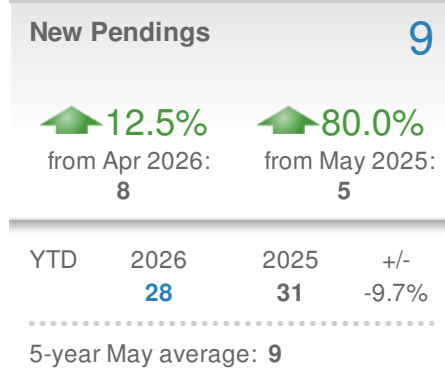 New Pendings 9
12.5% 80.0%
from Apr 2026: from May 2025:
8 5
YTD 2026 2025 +/-
28 31 -9.7%
5-year May average: 9